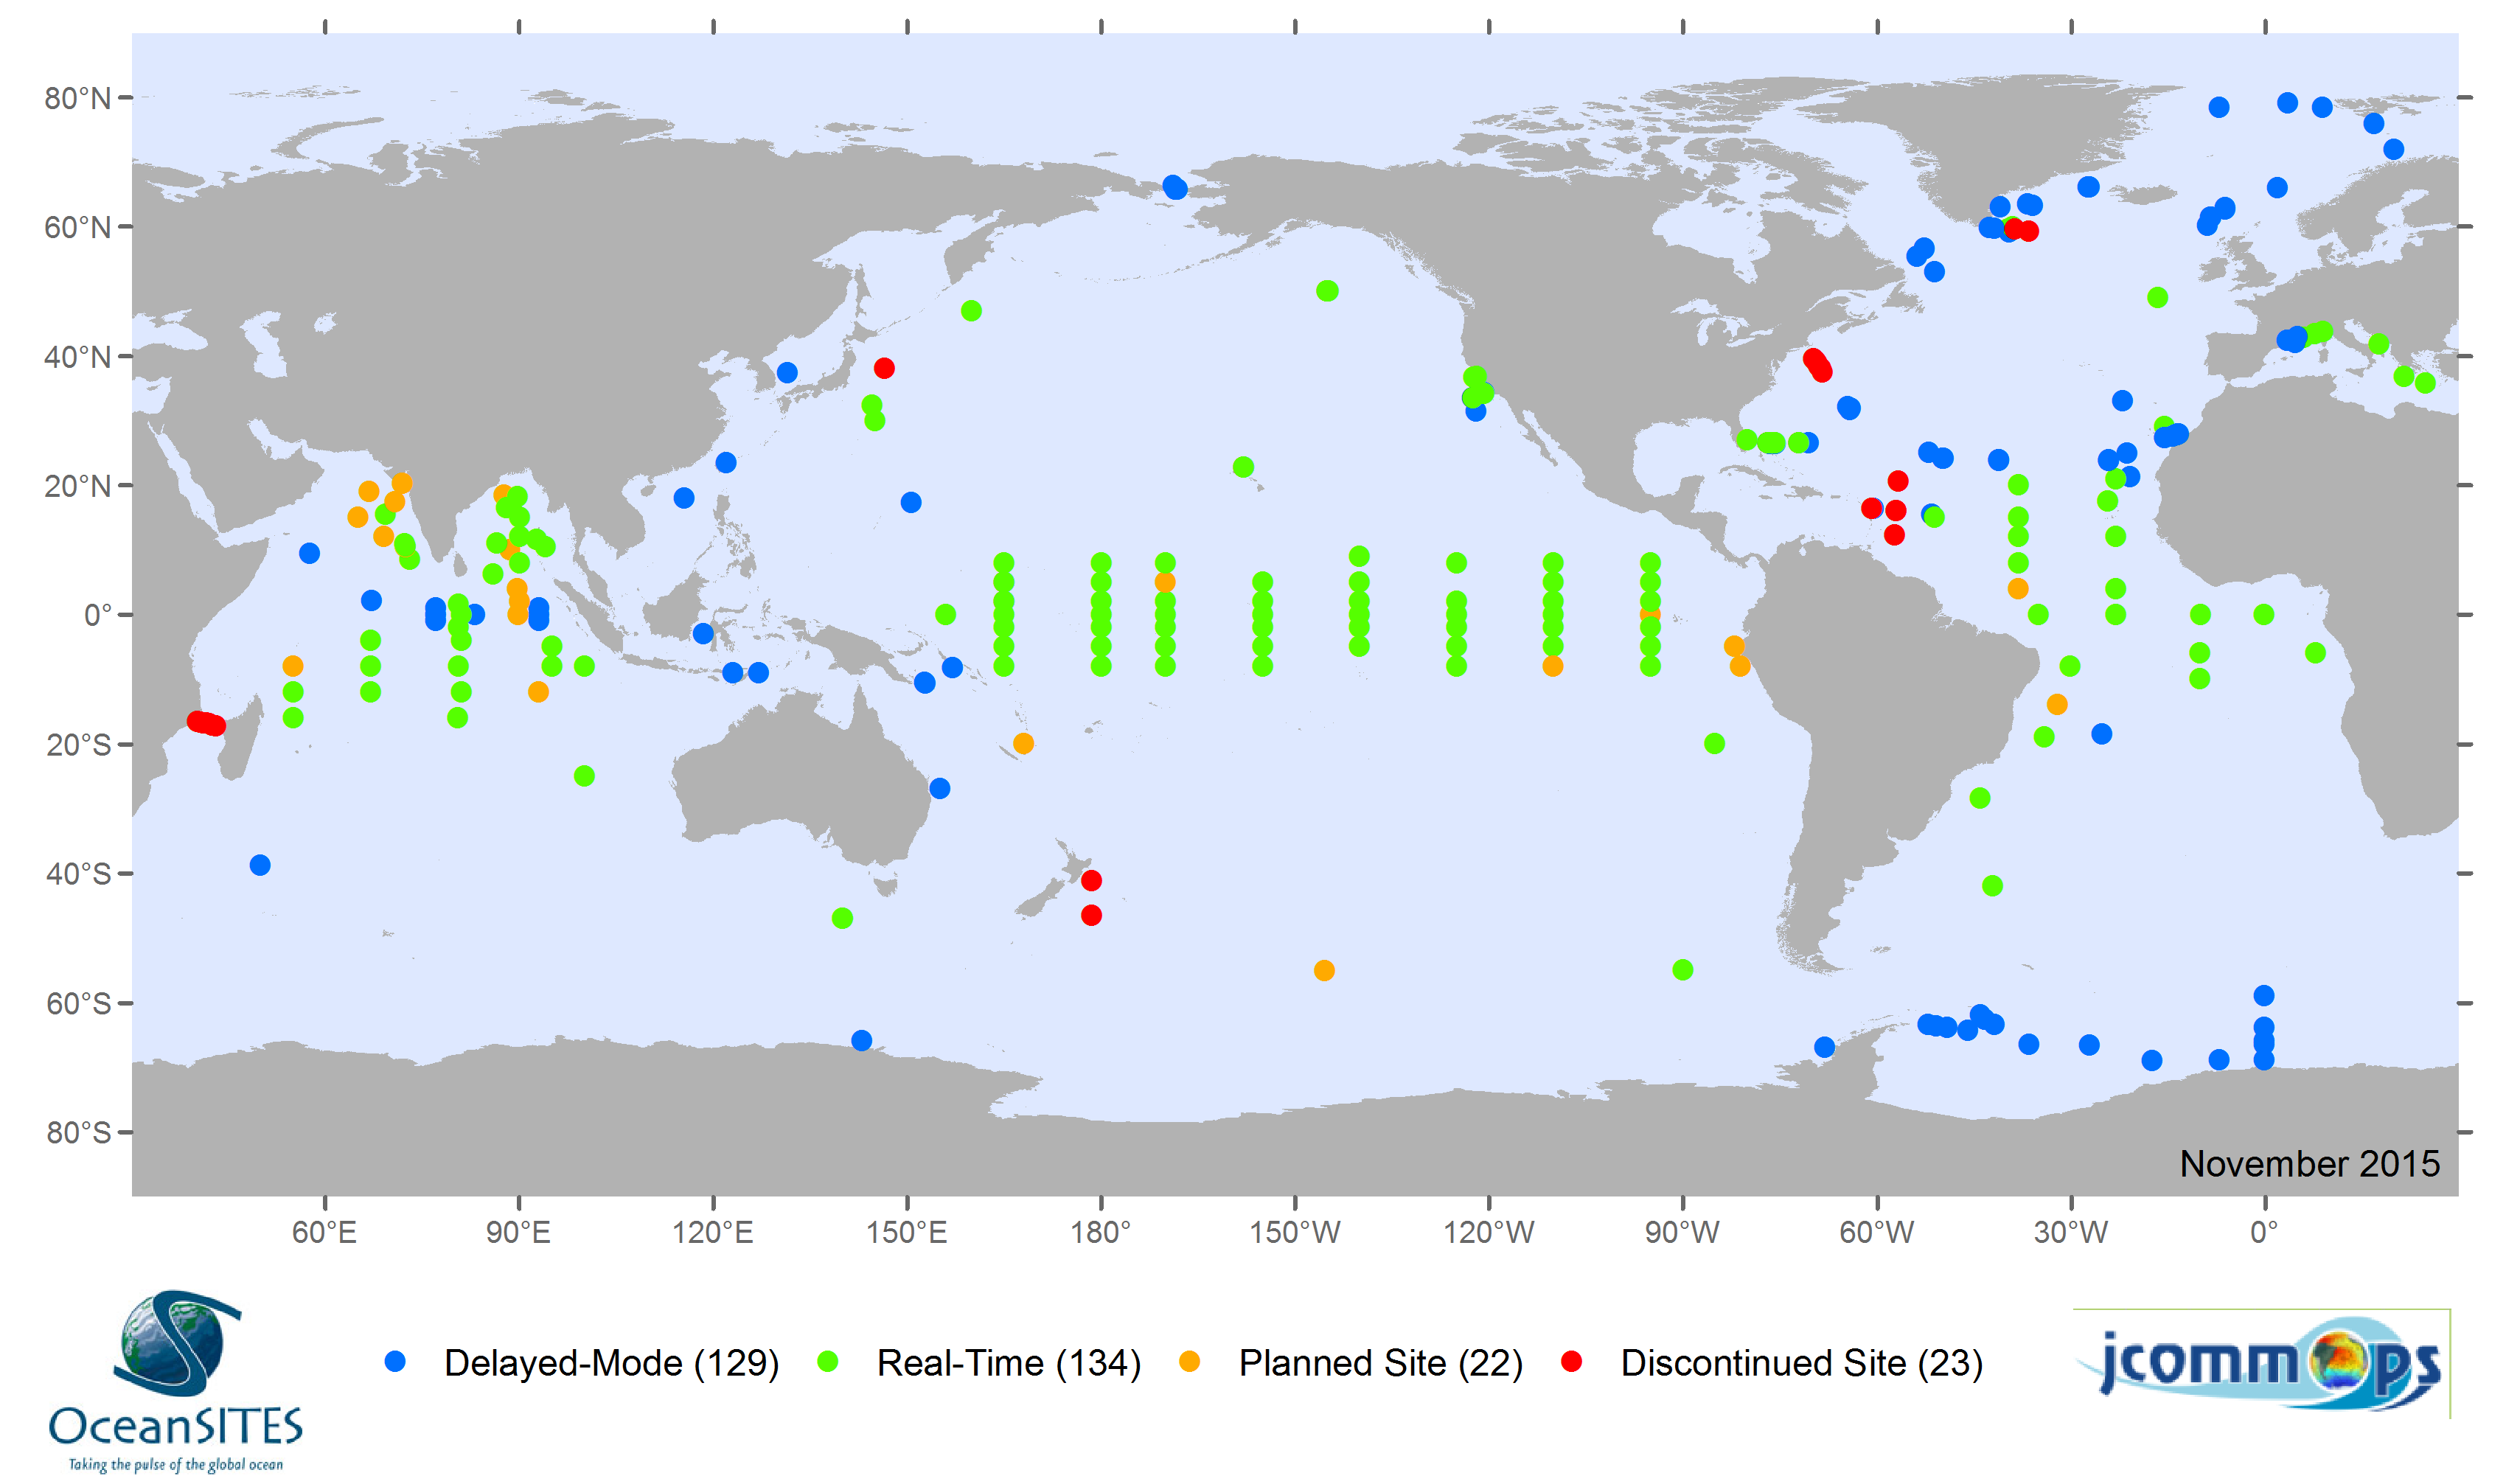 80°N
60°N
40°N
20°N
0°
20°S
40°S
60°S
80°S
November 2015
60°E 90°E 120°E 150°E 180° 150°W 120°W 90°W 60°W 30°W 0°
Delayed-Mode (129) Real-Time (134) Planned Site (22) Discontinued Site (23)
OceanSITES
Taking the pulse of the global ocean
jcommops